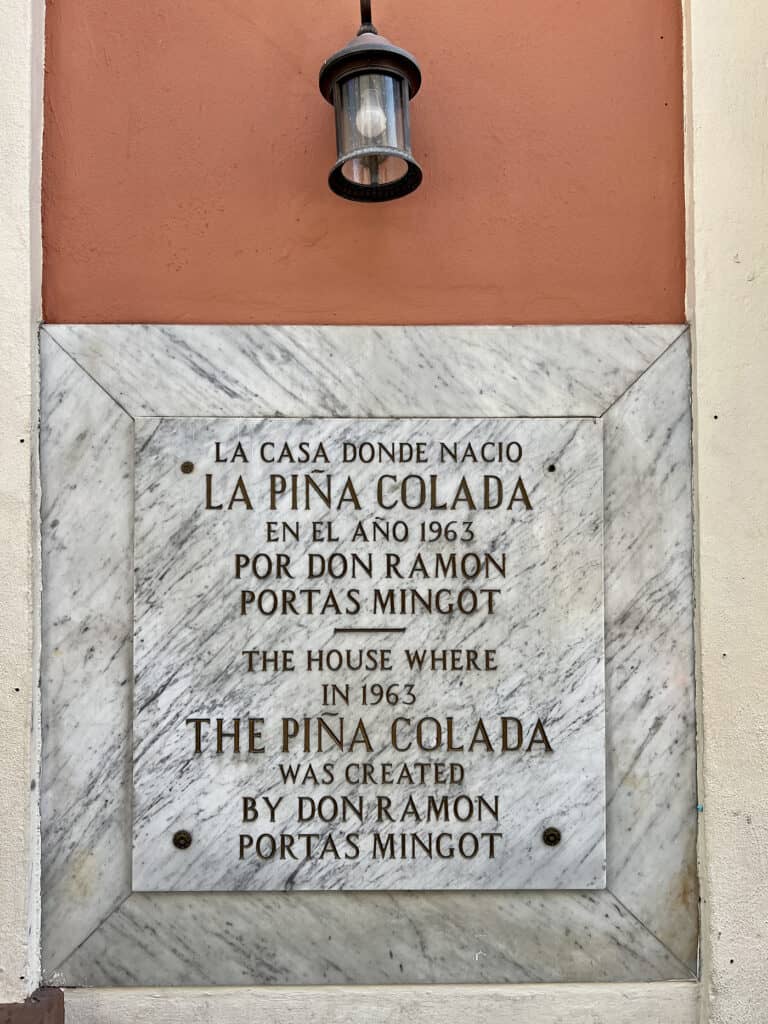 LA CASA DONDE NACIO
LA PIÑA COLADA
EN EL AÑO 1963
POR DON RAMON
PORTAS MINGOT
THE HOUSE WHERE
IN 1963
THE PIÑA COLADA
WAS CREATED
BY DON RAMON
PORTAS MINGOT